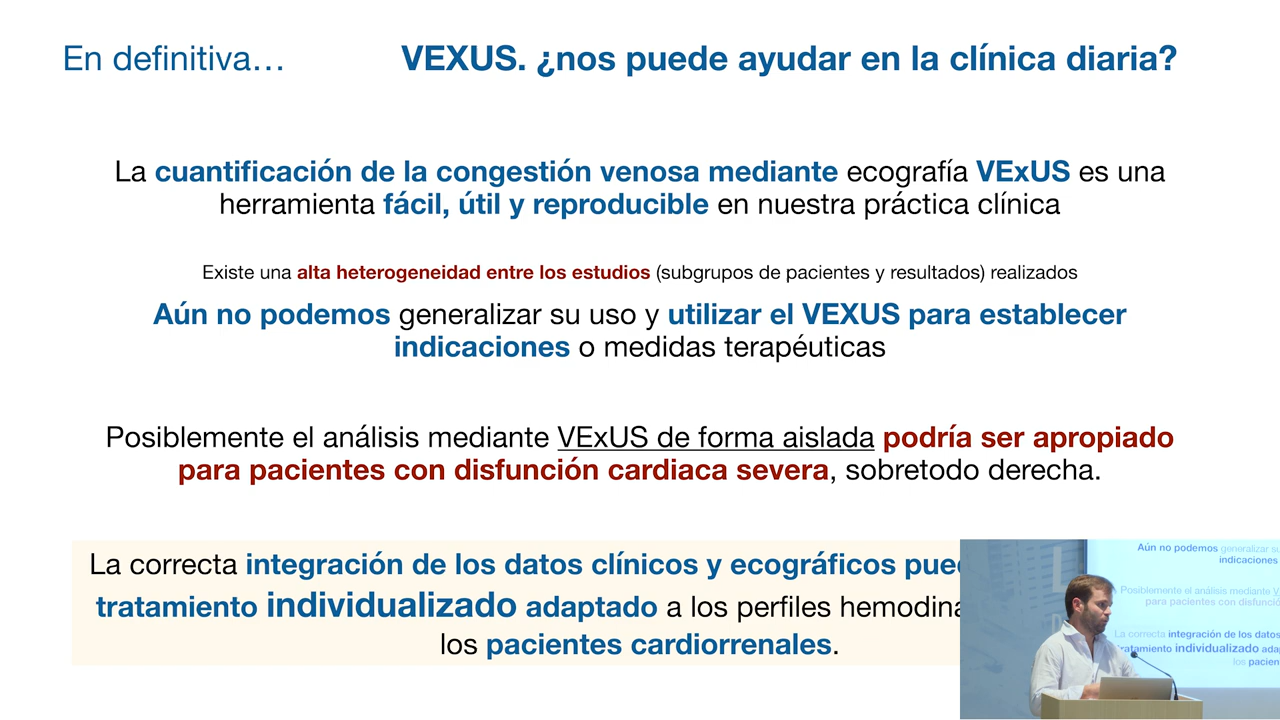 En definitiva…
VEXUS. ¿nos puede ayudar en la clínica diaria?
La cuantificación de la congestión venosa mediante ecografía VExUS es una
herramienta fácil, útil y reproducible en nuestra práctica clínica
Existe una alta heterogeneidad entre los estudios (subgrupos de pacientes y resultados) realizados
Aún no podemos generalizar su uso y utilizar el VEXUS para establecer
indicaciones o medidas terapéuticas
Posiblemente el análisis mediante VExUS de forma aislada podría ser apropiado
para pacientes con disfunción cardiaca severa, sobretodo derecha.
La correcta integración de los datos clínicos y ecográficos
tratamiento individualizado adaptado a los perfiles
los pacientes cardiorrenales.
Aún no podemos generalizar
indicaciones
Posiblemente el análisis mediante
para pacientes con
La correcta integración de los datos
tratamiento individualizado
los